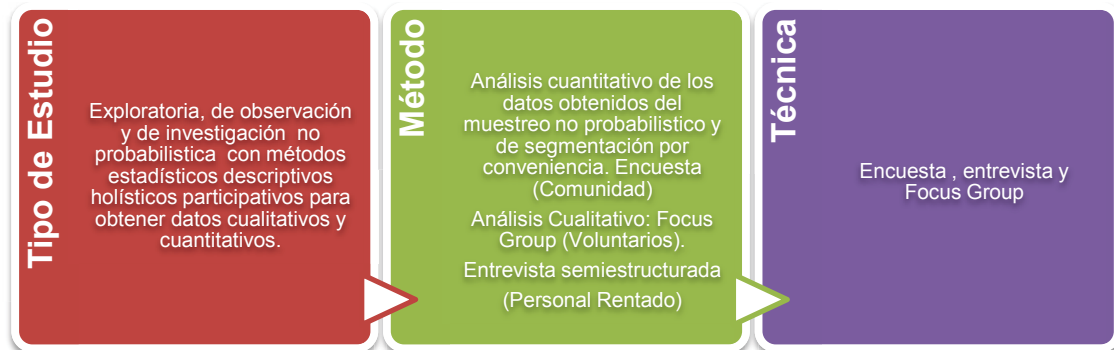 Tipo de Estudio
Exploratoria, de observación
y de investigación no
probabilistica con métodos
estadísticos descriptivos
holísticos participativos para
obtener datos cualitativos y
cuantitativos.
Método
Análisis cuantitativo de los
datos obtenidos del
muestreo no probabilistico y
de segmentación por
conveniencia. Encuesta
(Comunidad)
Análisis Cualitativo: Focus
Group (Voluntarios).
Entrevista semiestructurada
(Personal Rentado)
Técnica
Encuesta , entrevista y
Focus Group